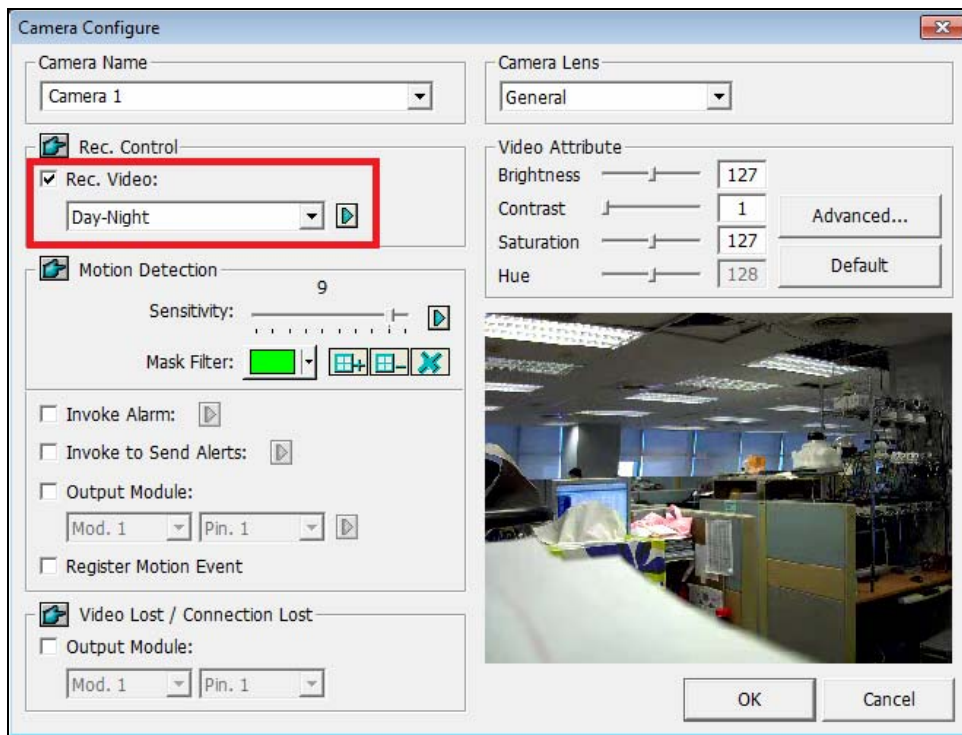 Camera Configure
Camera Name
Camera 1
Rec. Control
Rec. Video:
Day-Night
Motion Detection
9
Sensitivity:
Mask Filter:
Invoke Alarm:
Invoke to Send Alerts:
Output Module:
Mod. 1 Pin. 1
Register Motion Event
Video Lost / Connection Lost
Output Module:
Mod. 1 Pin. 1
Camera Lens
General
Video Attribute
Brightness 127
Contrast 1
Saturation 127
Hue 128
Advanced...
Default
OK Cancel